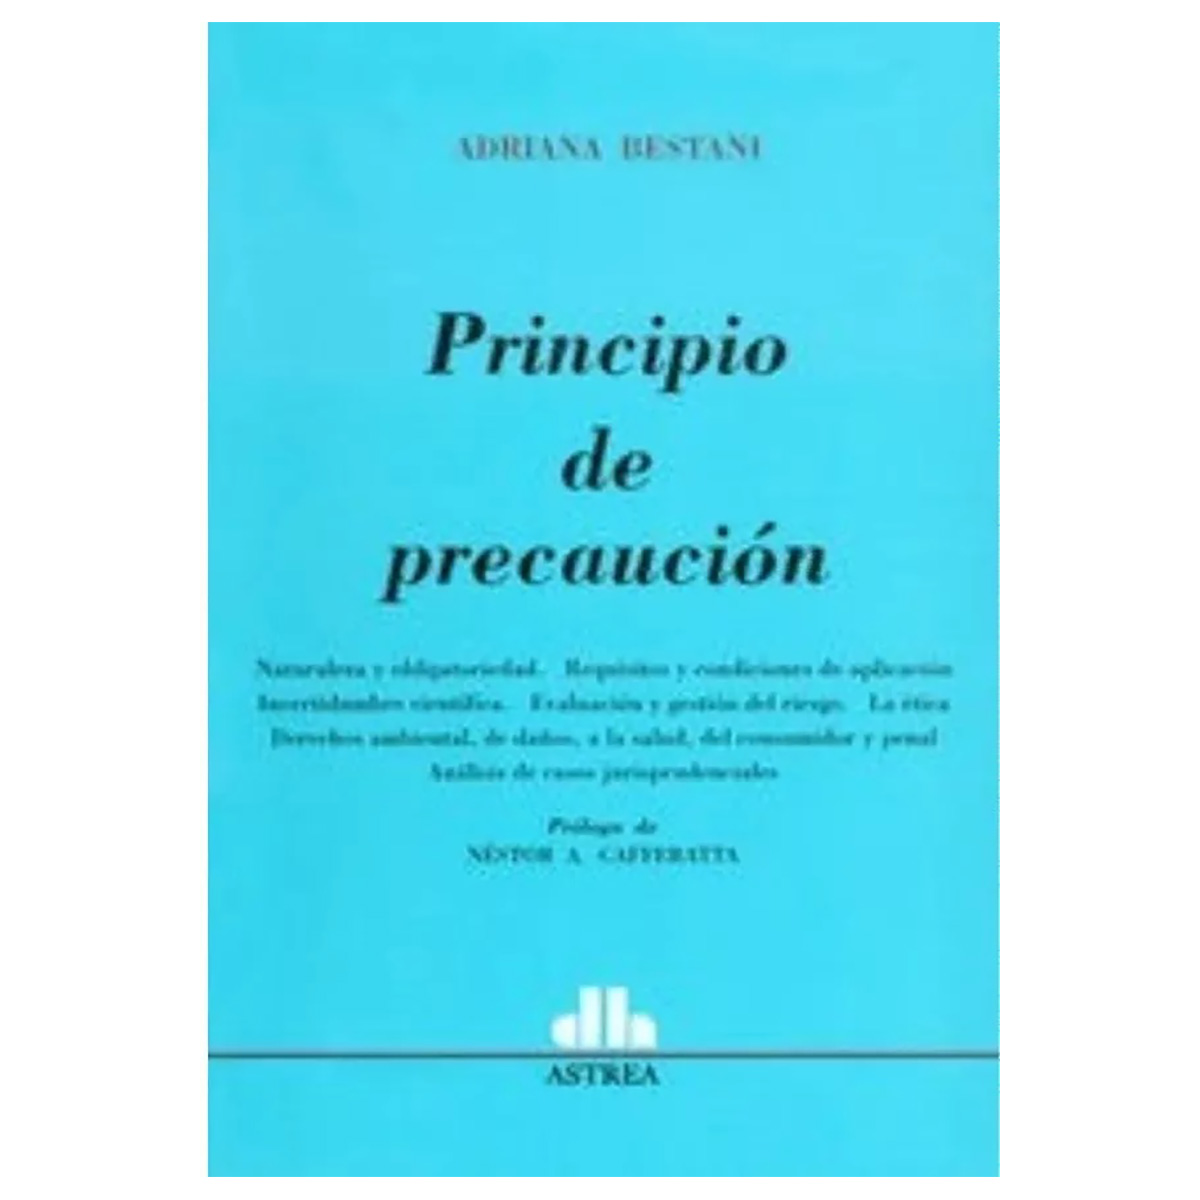 ADRIANA BESTANI
Principio
de
precaución
Naturaleza y obligatoriedad. Requisitos y condiciones de aplicación
Incertidumbre científica. Evaluación y gestión del riesgo. La ética
Derechos ambiental, de daños, a la salud, del consumidor y penal
Análisis de casos jurisprudenciales
Prólogo de
NÉSTOR A. CAFFERATTA
ASTREA